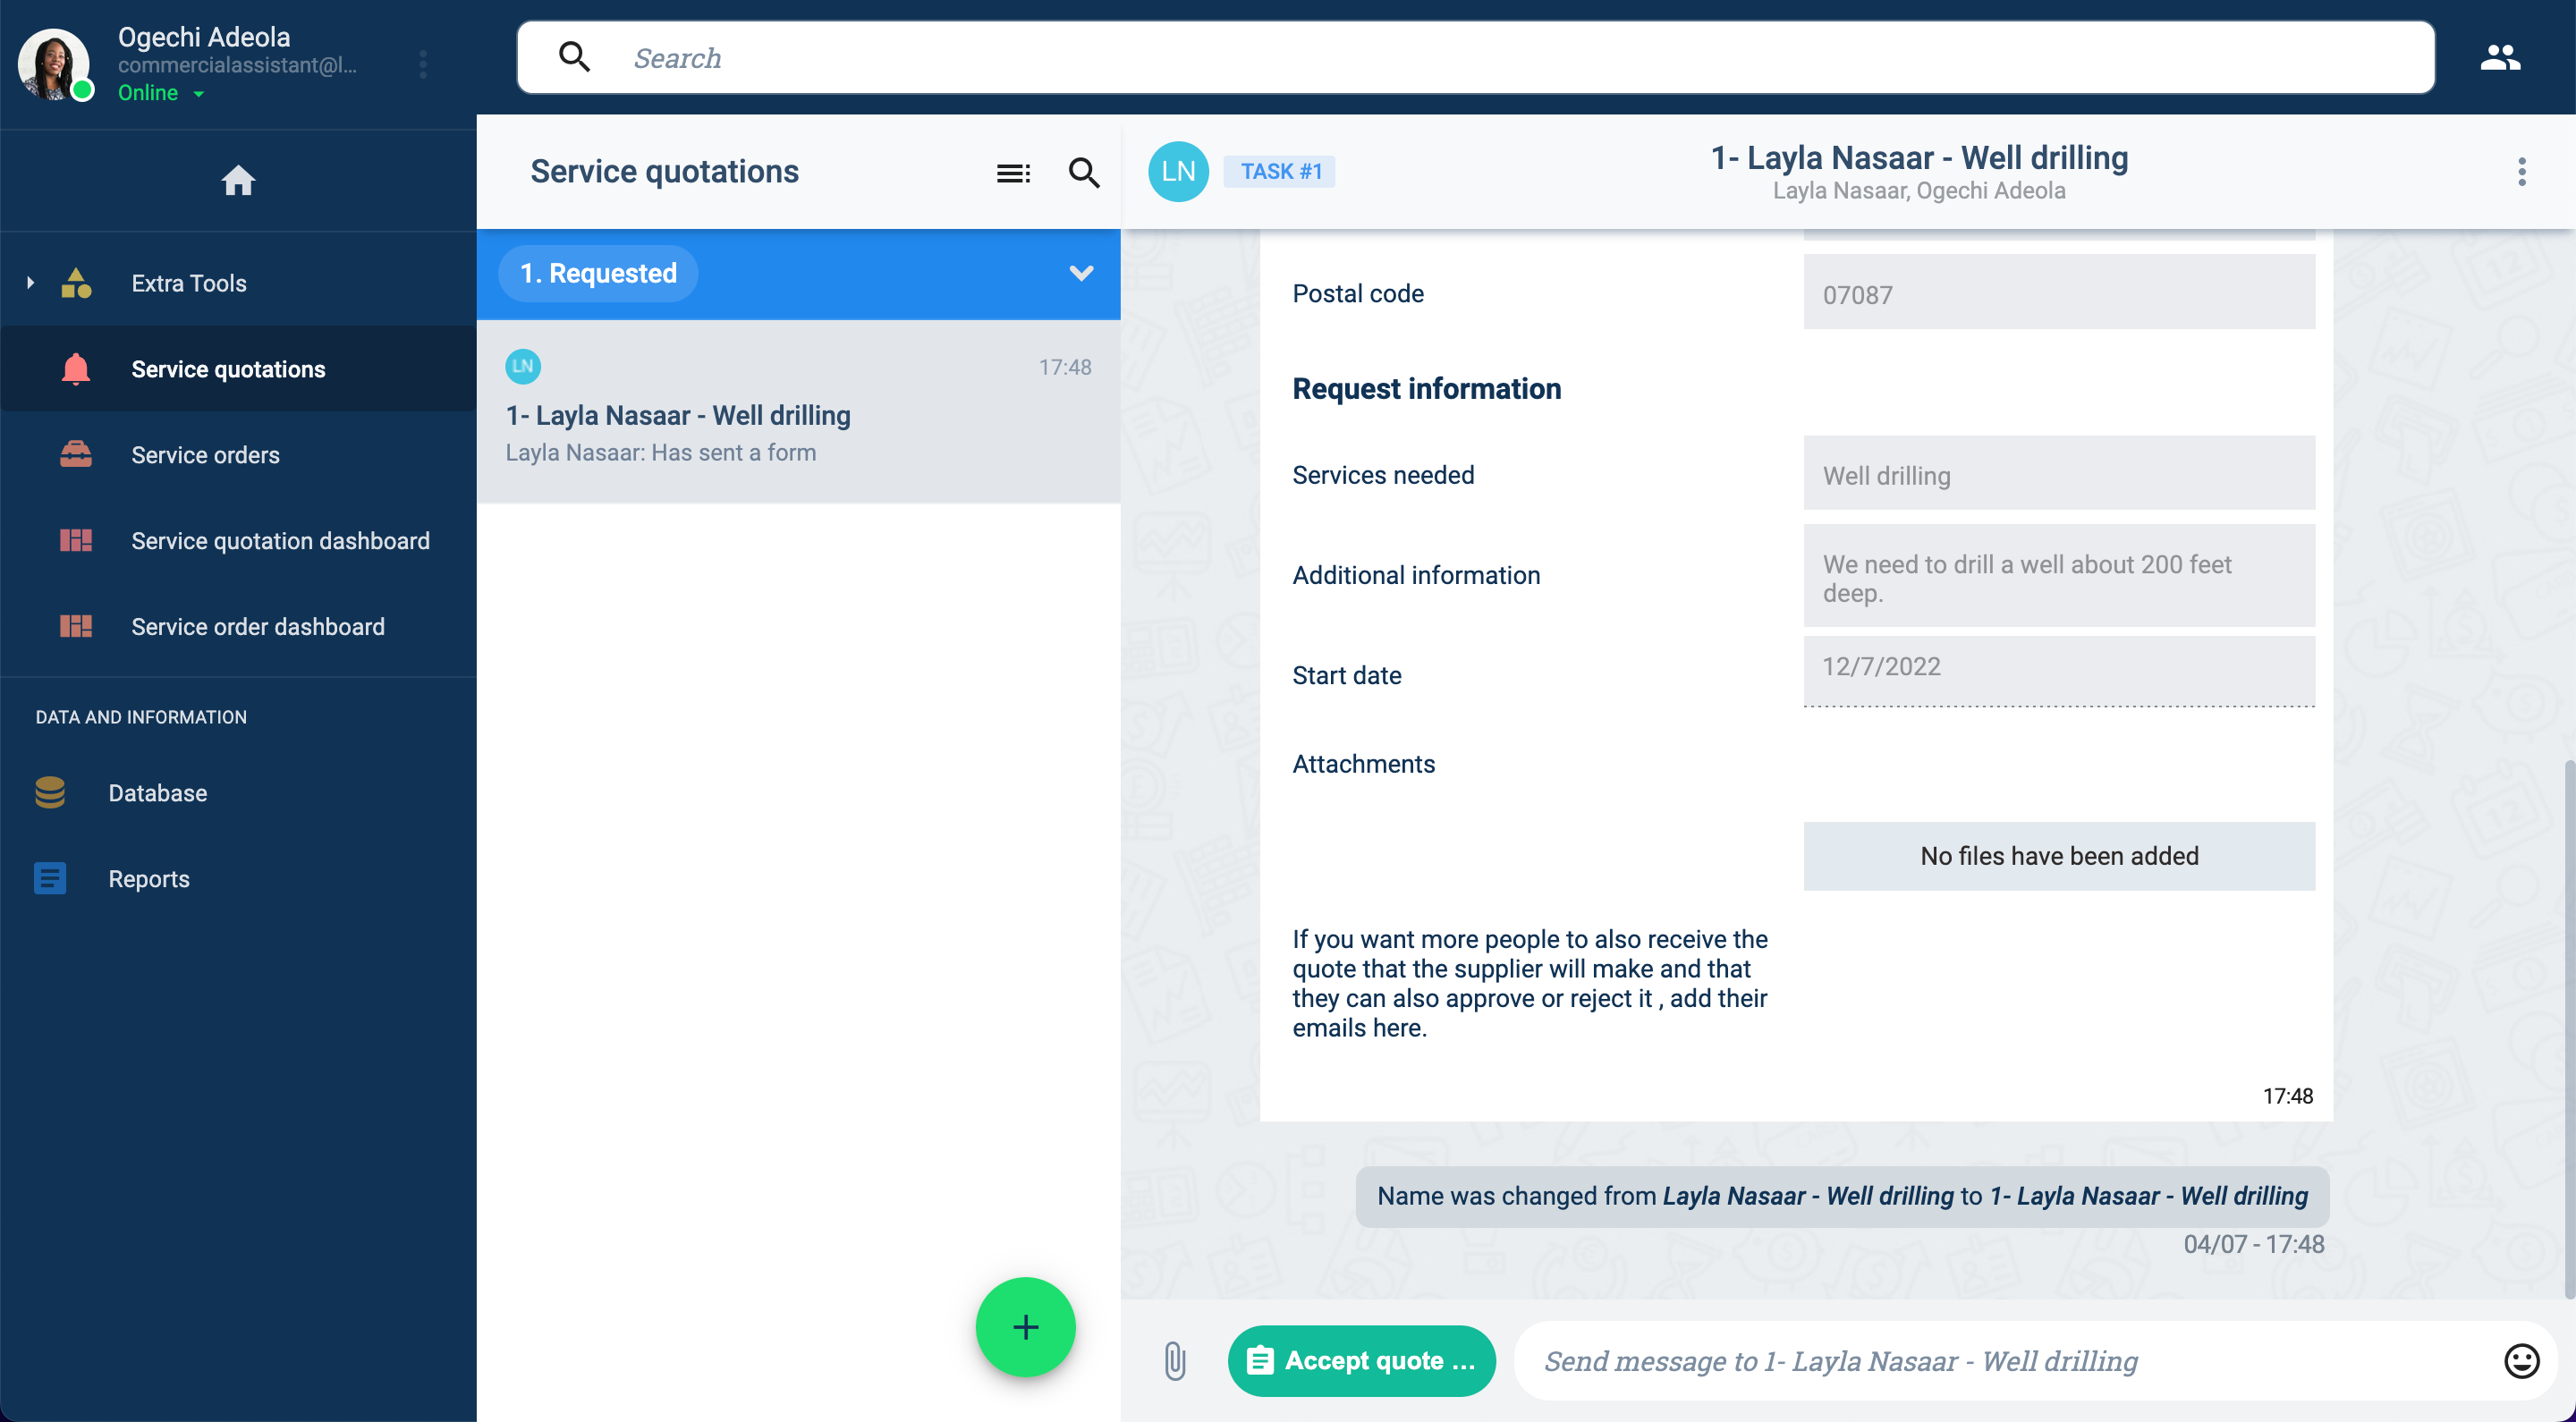 Ogechi Adeola
commercialassistant@l...
Online
Search
Extra Tools
Service quotations
Service orders
Service quotation dashboard
Service order dashboard
DATA AND INFORMATION
Database
Reports
Service quotations
1. Requested
LN
17:48
1- Layla Nasaar - Well drilling
Layla Nasaar: Has sent a form
+
LN
TASK #1
1- Layla Nasaar - Well drilling
Layla Nasaar, Ogechi Adeola
Postal code
07087
Request information
Services needed
Well drilling
Additional information
We need to drill a well about 200 feet
deep.
Start date
12/7/2022
Attachments
No files have been added
If you want more people to also receive the
quote that the supplier will make and that
they can also approve or reject it , add their
emails here.
17:48
Name was changed from Layla Nasaar - Well drilling to 1- Layla Nasaar - Well drilling
04/07 - 17:48
Accept quote ...
Send message to 1- Layla Nasaar - Well drilling